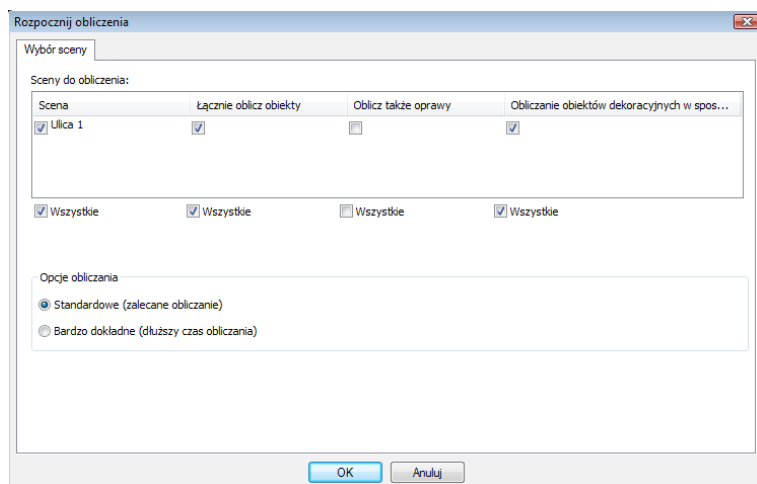 Rozpocznij obliczenia
Wybór sceny
Sceny do obliczenia:
Scena Łącznie oblicz obiekty Oblicz także oprawy Obliczanie obiektów dekoracyjnych w spos...
Ulica 1
Wszystkie Wszystkie Wszystkie Wszystkie
Opcje obliczania
Standardowe (zalecane obliczanie)
Bardzo dokładne (dłuższy czas obliczania)
OK Anuluj